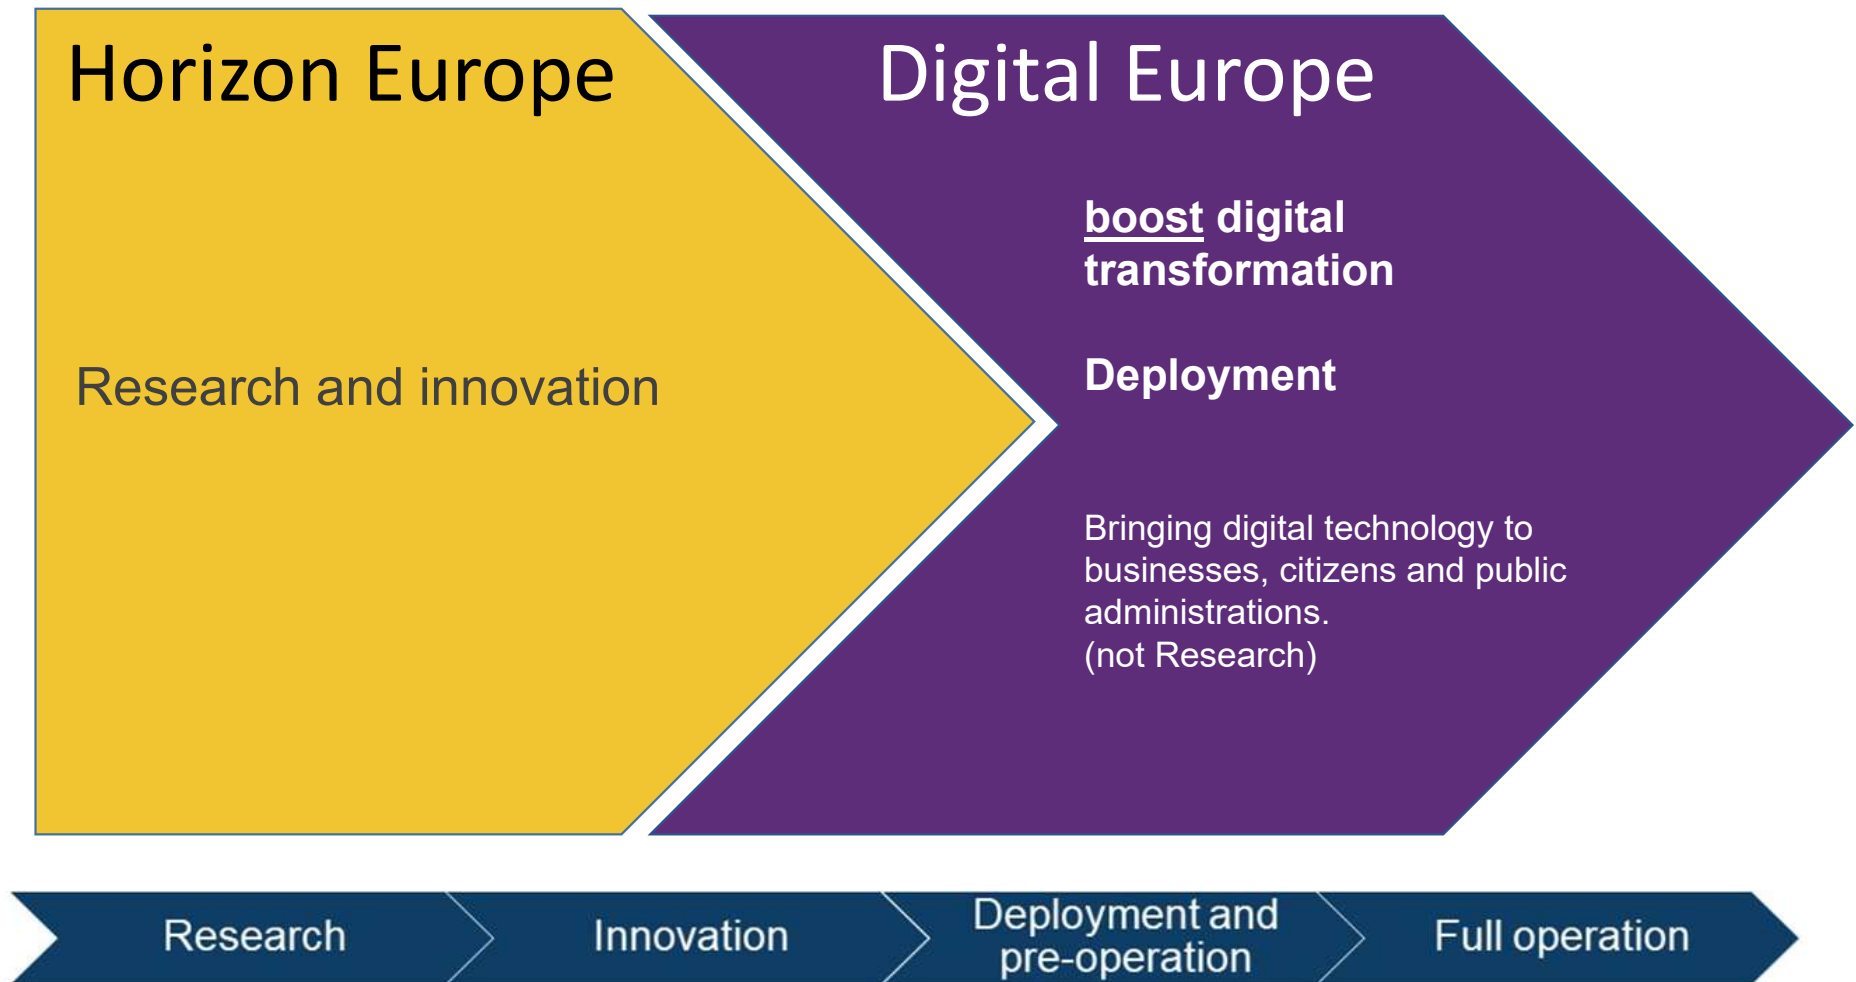 Horizon Europe
Research and innovation
Digital Europe
boost digital
transformation
Deployment
Bringing digital technology to
businesses, citizens and public
administrations.
(not Research)
Research
Innovation
Deployment and
pre-operation
Full operation